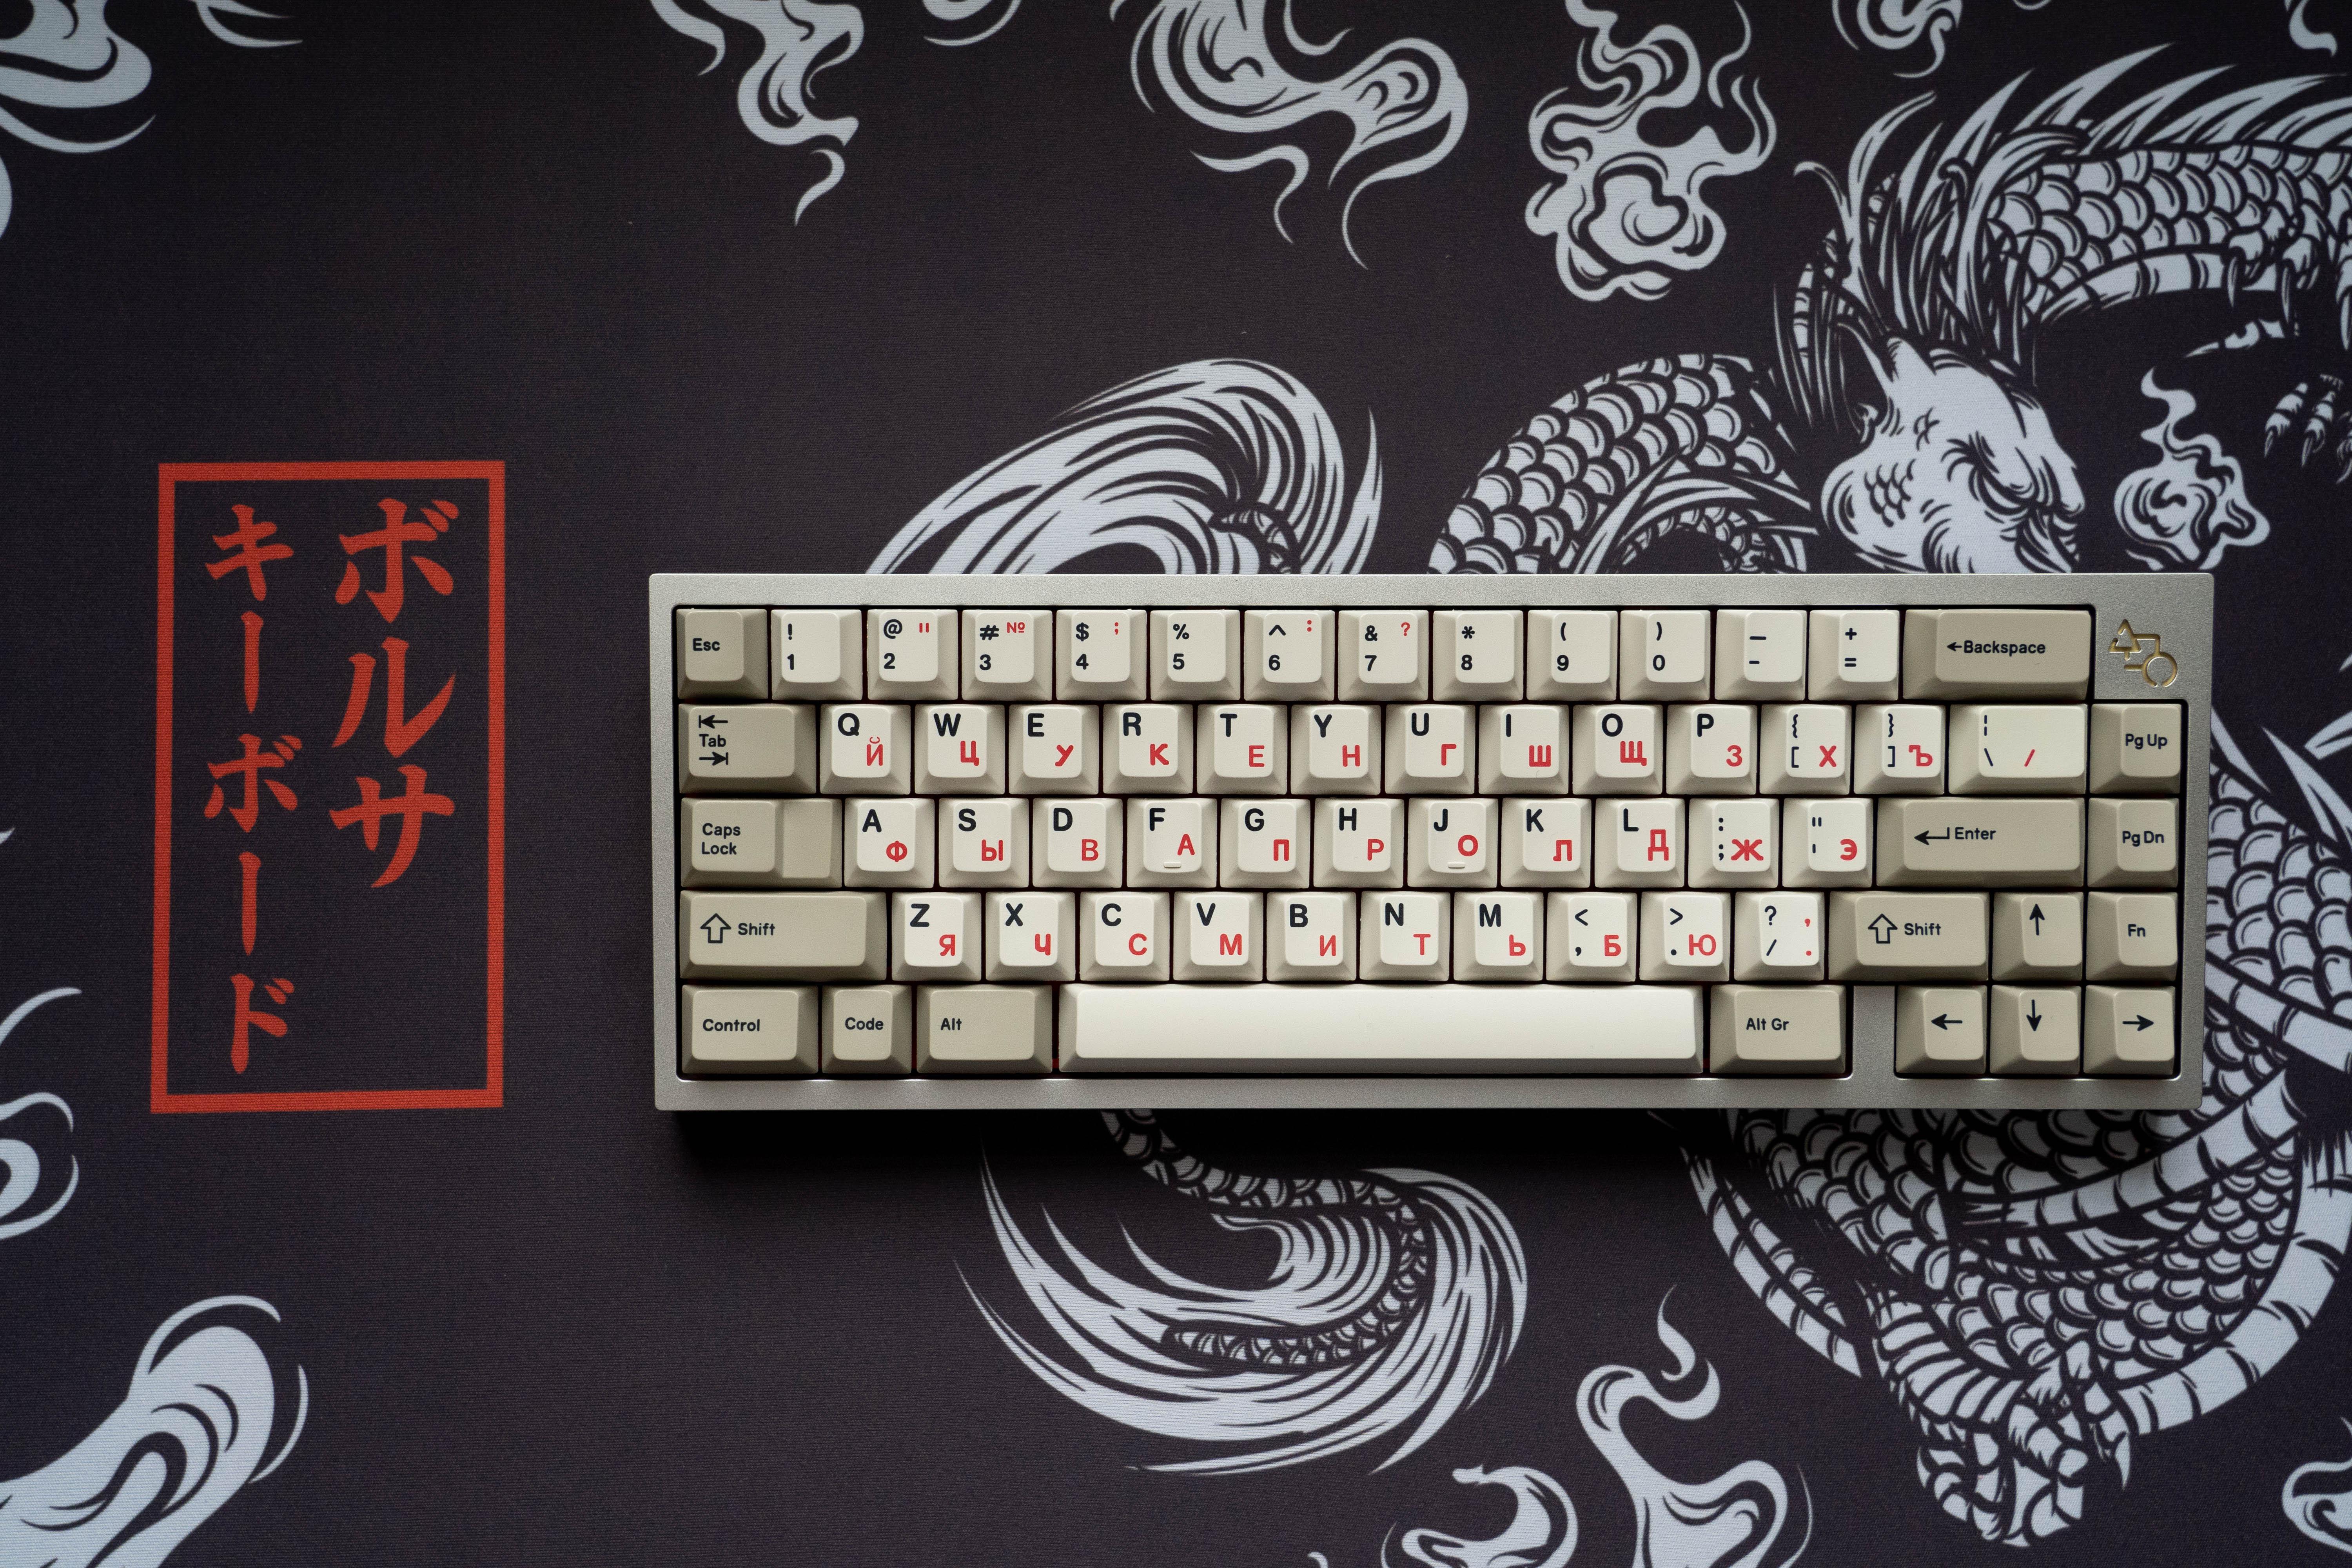 ボルサ
キーボード
Esc ! 1 @ " 2 # № 3 $ ; 4 % 5 ^ : 6 & ? 7 * 8 ( 9 ) 0 _ - + = ←Backspace
Tab Q Й W Ц E У R К T Е Y Н U Г I Ш O Щ P З { [ Х } ] Ъ ¦ \ / Pg Up
Caps Lock A Ф S Ы D В F А G П H Р J О K Л L Д : ; Ж " ' Э Enter Pg Dn
Shift Z Я X Ч C С V М B И N Т M Ь < , Б > . Ю ? / , . Shift ↑ Fn
Control Code Alt Alt Gr ← ↓ →